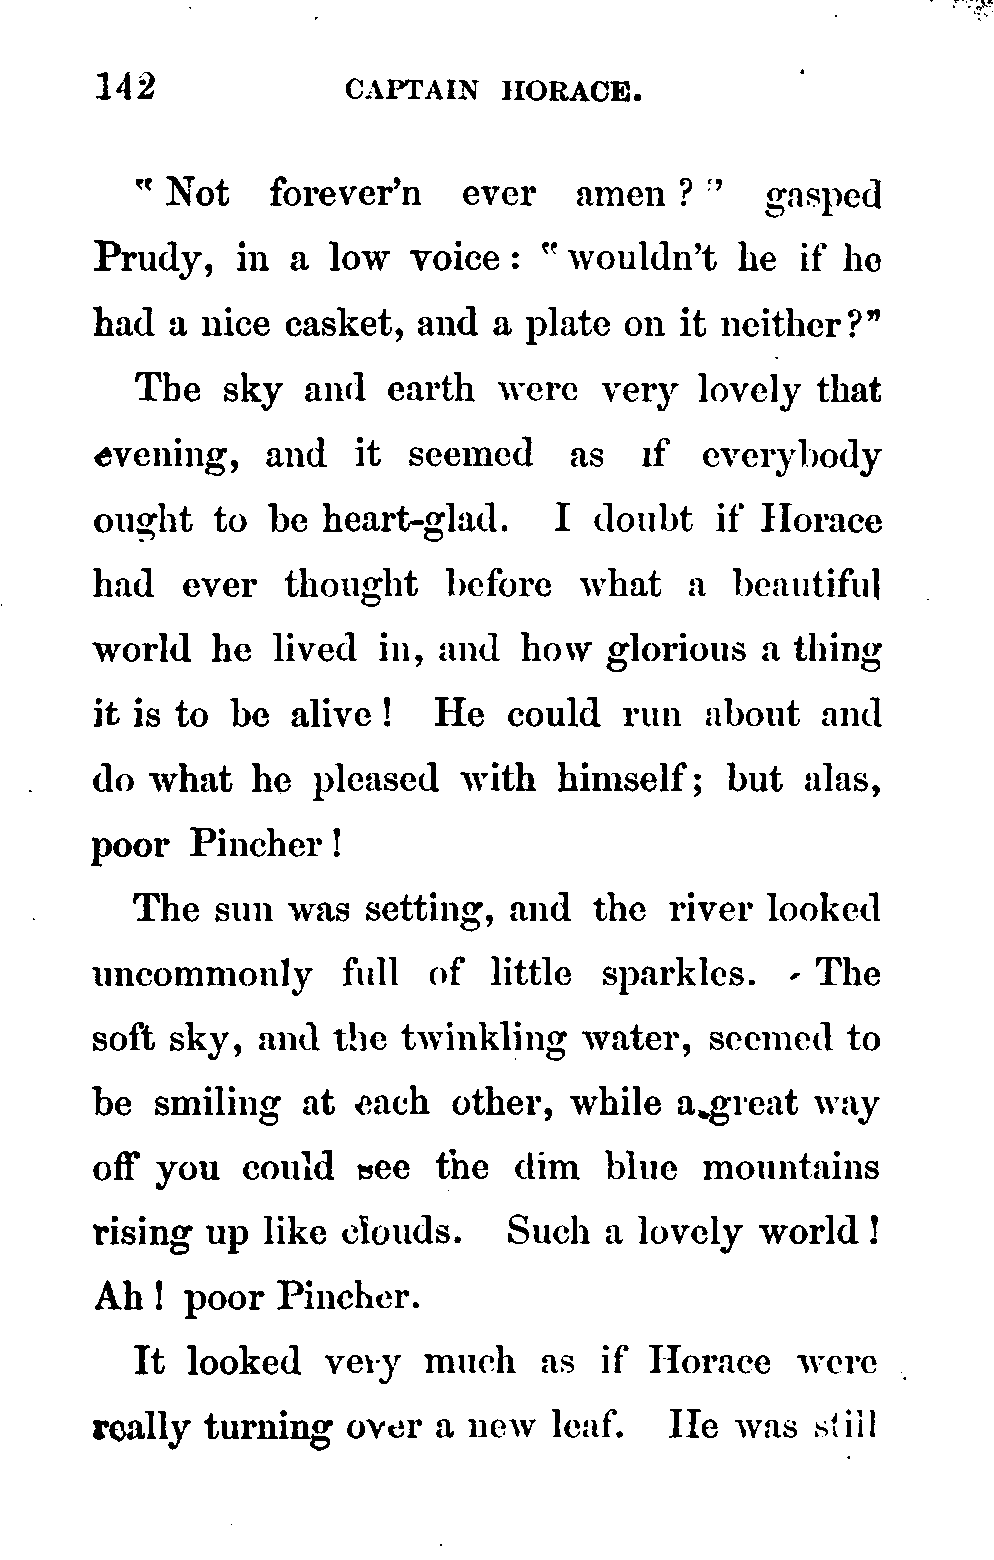 142 CAPTAIN HORACE.
"Not forever'n ever amen?" gasped
Prudy, in a low voice: "wouldn't he if he
had a nice casket, and a plate on it neither?"
The sky and earth were very lovely that
evening, and it seemed as if everybody
ought to be heart-glad. I doubt if Horace
had ever thought before what a beautiful
world he lived in, and how glorious a thing
it is to be alive! He could run about and
do what he pleased with himself; but alas,
poor Pincher!
The sun was setting, and the river looked
uncommonly full of little sparkles. The
soft sky, and the twinkling water, seemed to
be smiling at each other, while a great way
off you could see the dim blue mountains
rising up like clouds. Such a lovely world!
Ah! poor Pincher.
It looked very much as if Horace were
really turning over a new leaf. He was still